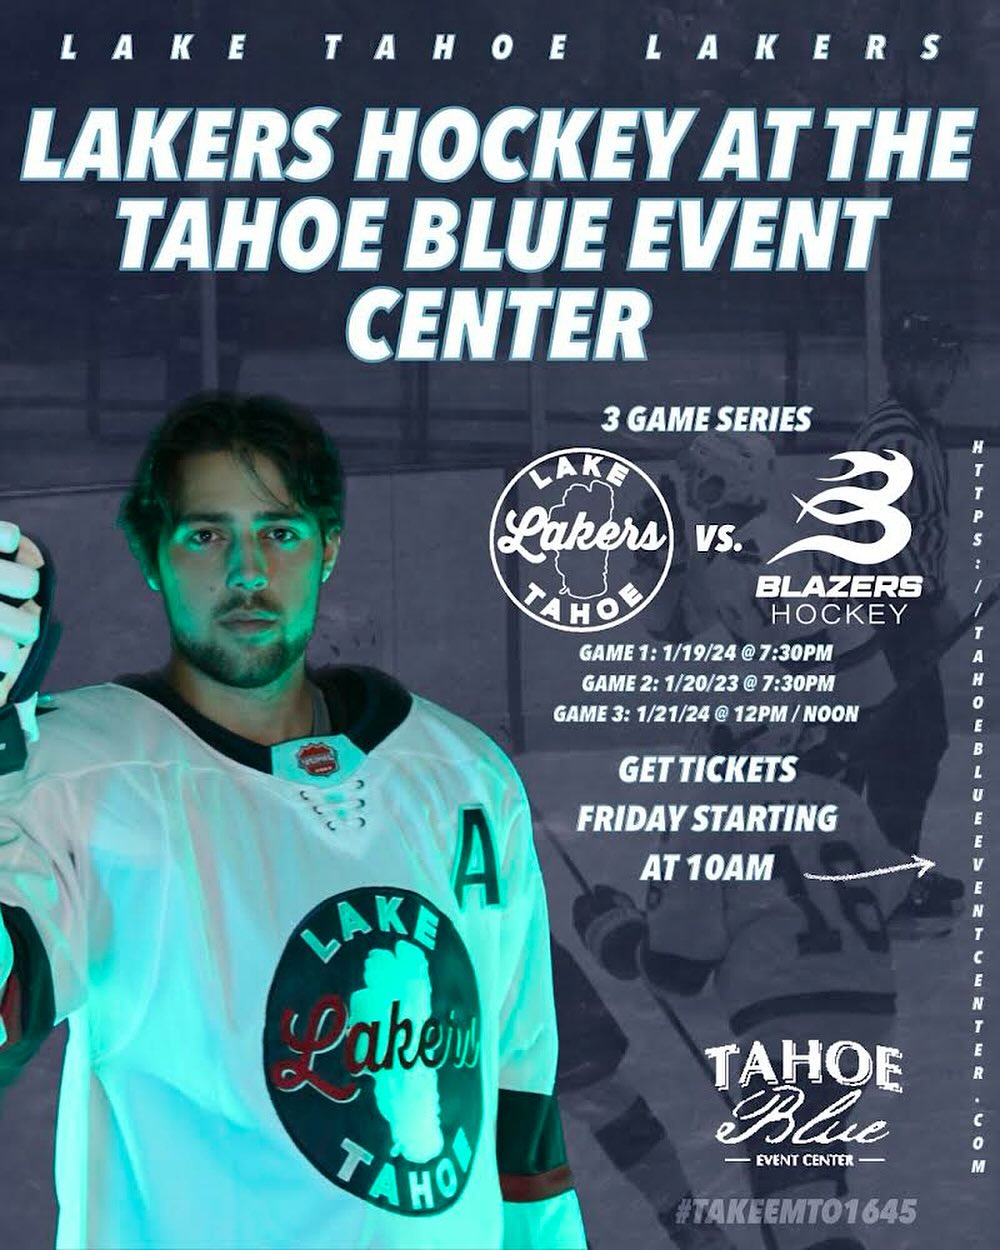 LAKE TAHOE LAKERS
LAKERS HOCKEY AT THE
TAHOE BLUE EVENT
CENTER
3 GAME SERIES
LAKE
Lakers
TAHOE
VS.
B
BLAZERS
HOCKEY
GAME 1: 1/19/24 @ 7:30PM
GAME 2: 1/20/23 @ 7:30PM
GAME 3: 1/21/24 @ 12PM / NOON
GET TICKETS
FRIDAY STARTING
AT 10AM
HTTPS://TAHOEBLUEEVENTCENTER.COM
A
LAKE
Lakers
TAHOE
16
TAHOE
Blue
EVENT CENTER
#TAKEEMTO1645